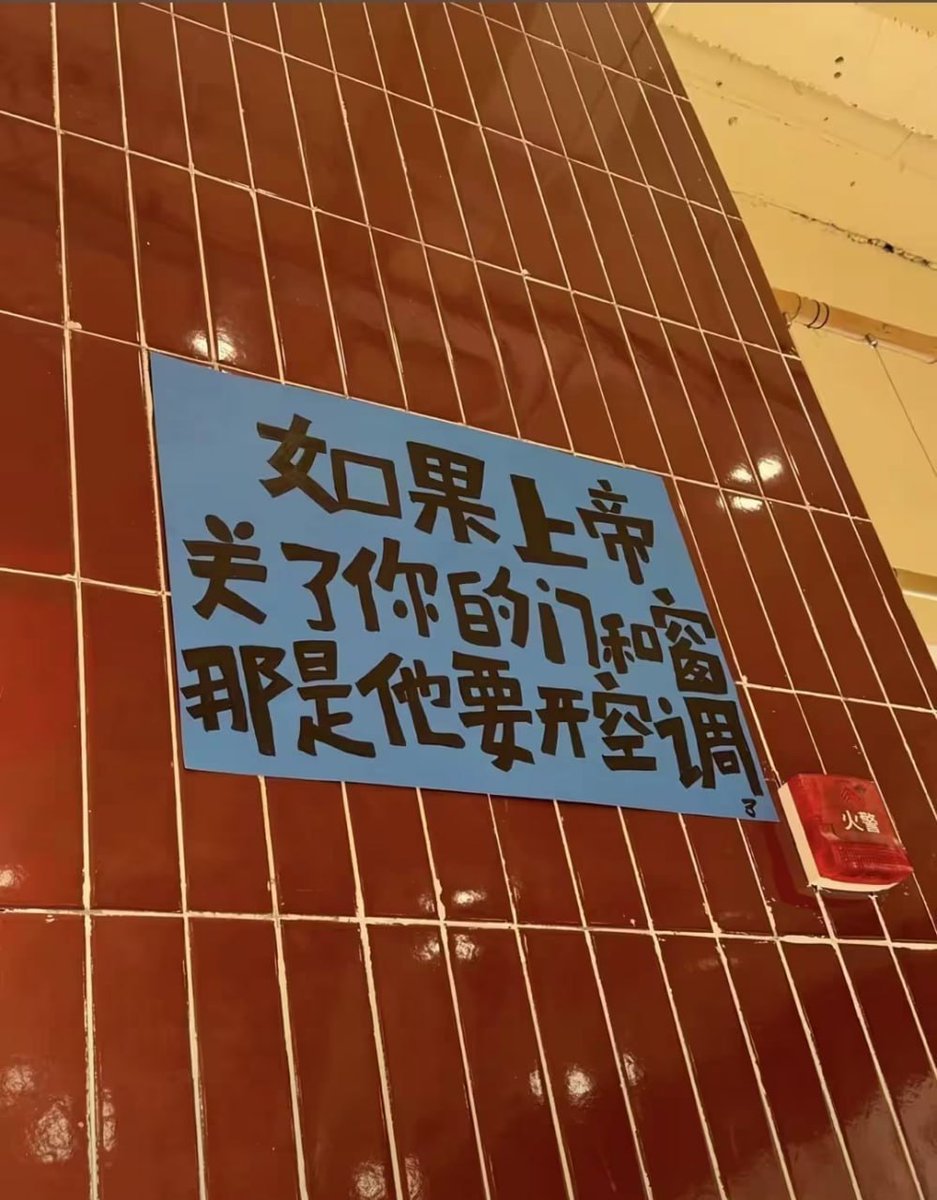 如果上帝
关了你的门和窗
那是他要开空调
了
火警